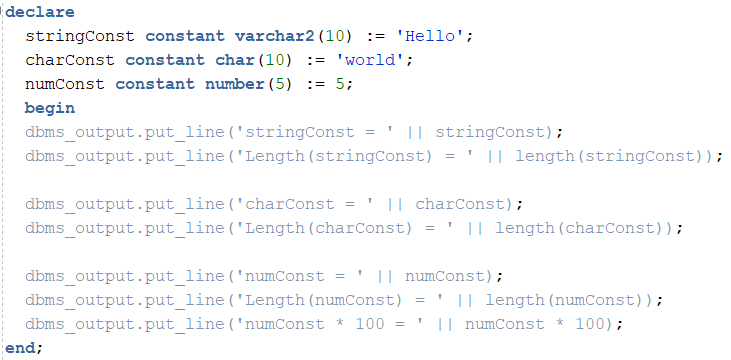 declare
stringConst constant varchar2(10) := 'Hello';
charConst constant char(10) := 'world';
numConst constant number(5) := 5;
begin
dbms_output.put_line('stringConst = ' || stringConst);
dbms_output.put_line('Length(stringConst) = ' || length(stringConst));
dbms_output.put_line('charConst = ' || charConst);
dbms_output.put_line('Length(charConst) = ' || length(charConst));
dbms_output.put_line('numConst = ' || numConst);
dbms_output.put_line('Length(numConst) = ' || length(numConst));
dbms_output.put_line('numConst * 100 = ' || numConst * 100);
end;